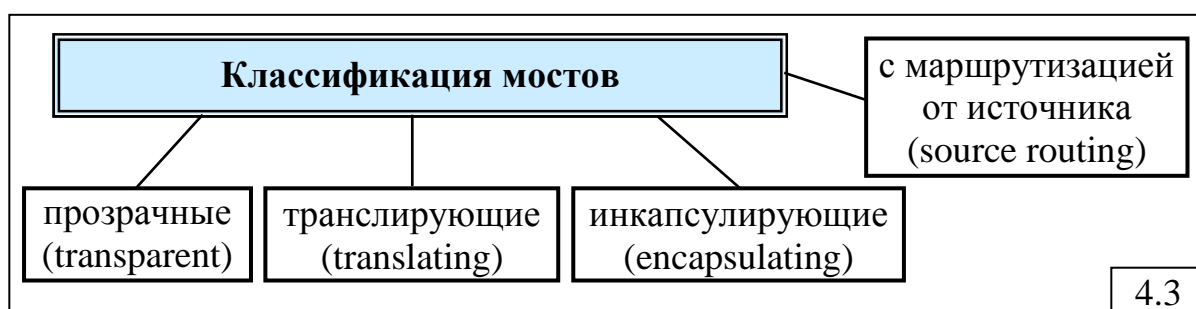 Классификация мостов
с маршрутизацией
от источника
(source routing)
прозрачные
(transparent)
транслирующие
(translating)
инкапсулирующие
(encapsulating)
4.3